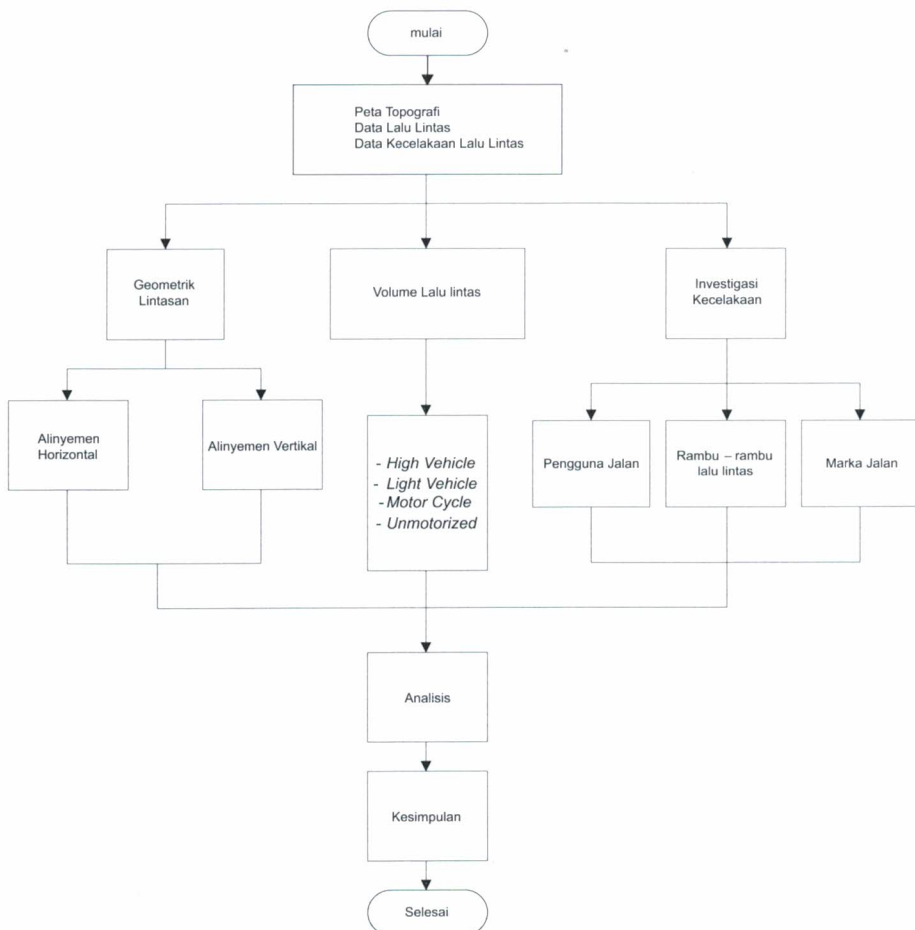 mulai
Peta Topografi
Data Lalu Lintas
Data Kecelakaan Lalu Lintas
Geometrik
Lintasan
Volume Lalu lintas
Investigasi
Kecelakaan
Alinyemen
Horizontal
Alinyemen Vertikal
- High Vehicle
- Light Vehicle
- Motor Cycle
- Unmotorized
Pengguna Jalan
Rambu – rambu
lalu lintas
Marka Jalan
Analisis
Kesimpulan
Selesai